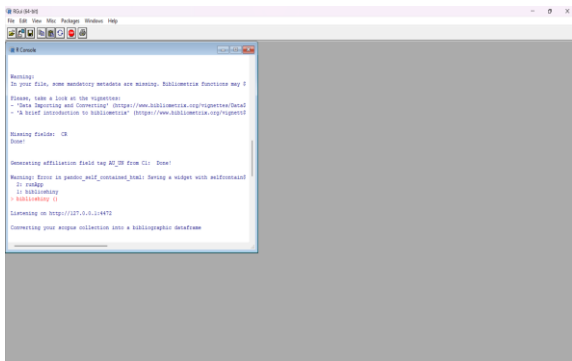 RGui (64-bit)
File Edit View Misc Packages Windows Help
R Console
Warning:
In your file, some mandatory metadata are missing. Bibliometrix functions may
Please, take a look at the vignettes:
- 'Data Importing and Converting' (https://www.bibliometrix.org/vignettes/Data
- 'A brief introduction to bibliometrix' (https://www.bibliometrix.org/vignett
Missing fields: CR
Done!
Generating affiliation field tag AU_UN from C1: Done!
Warning: Error in pandoc_self_contained_html: Saving a widget with selfcontain
2: runApp
1: biblioshiny
> biblioshiny ()
Listening on http://127.0.0.1:4472
Converting your scopus collection into a bibliographic dataframe